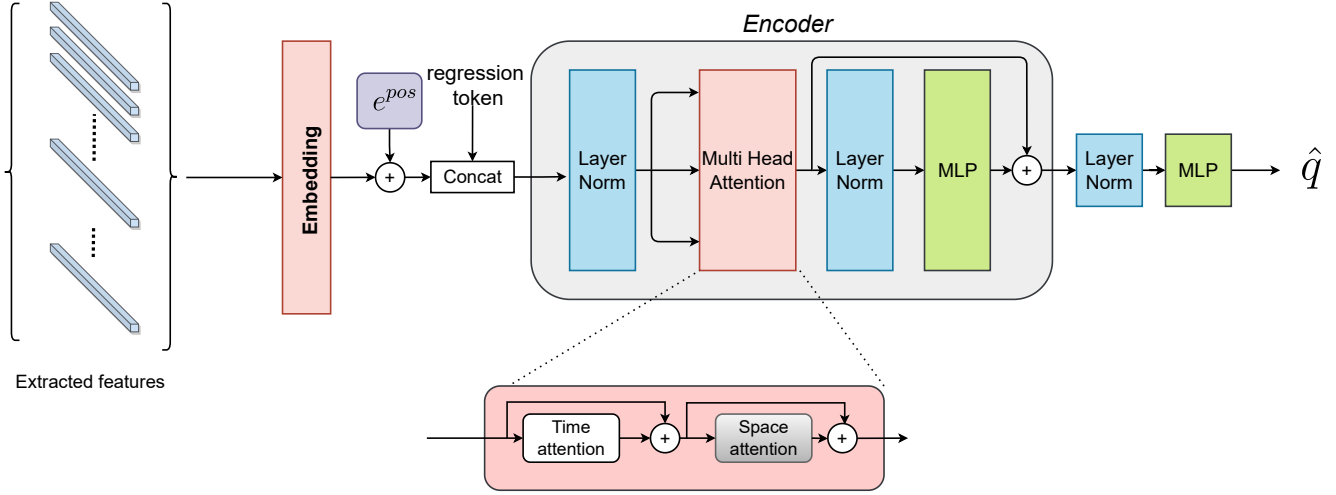 Encoder
Extracted features
Embedding
e^{pos}
+
regression
token
Concat
Layer
Norm
Multi Head
Attention
Layer
Norm
MLP
+
Layer
Norm
MLP
q̂
Time
attention
+
Space
attention
+